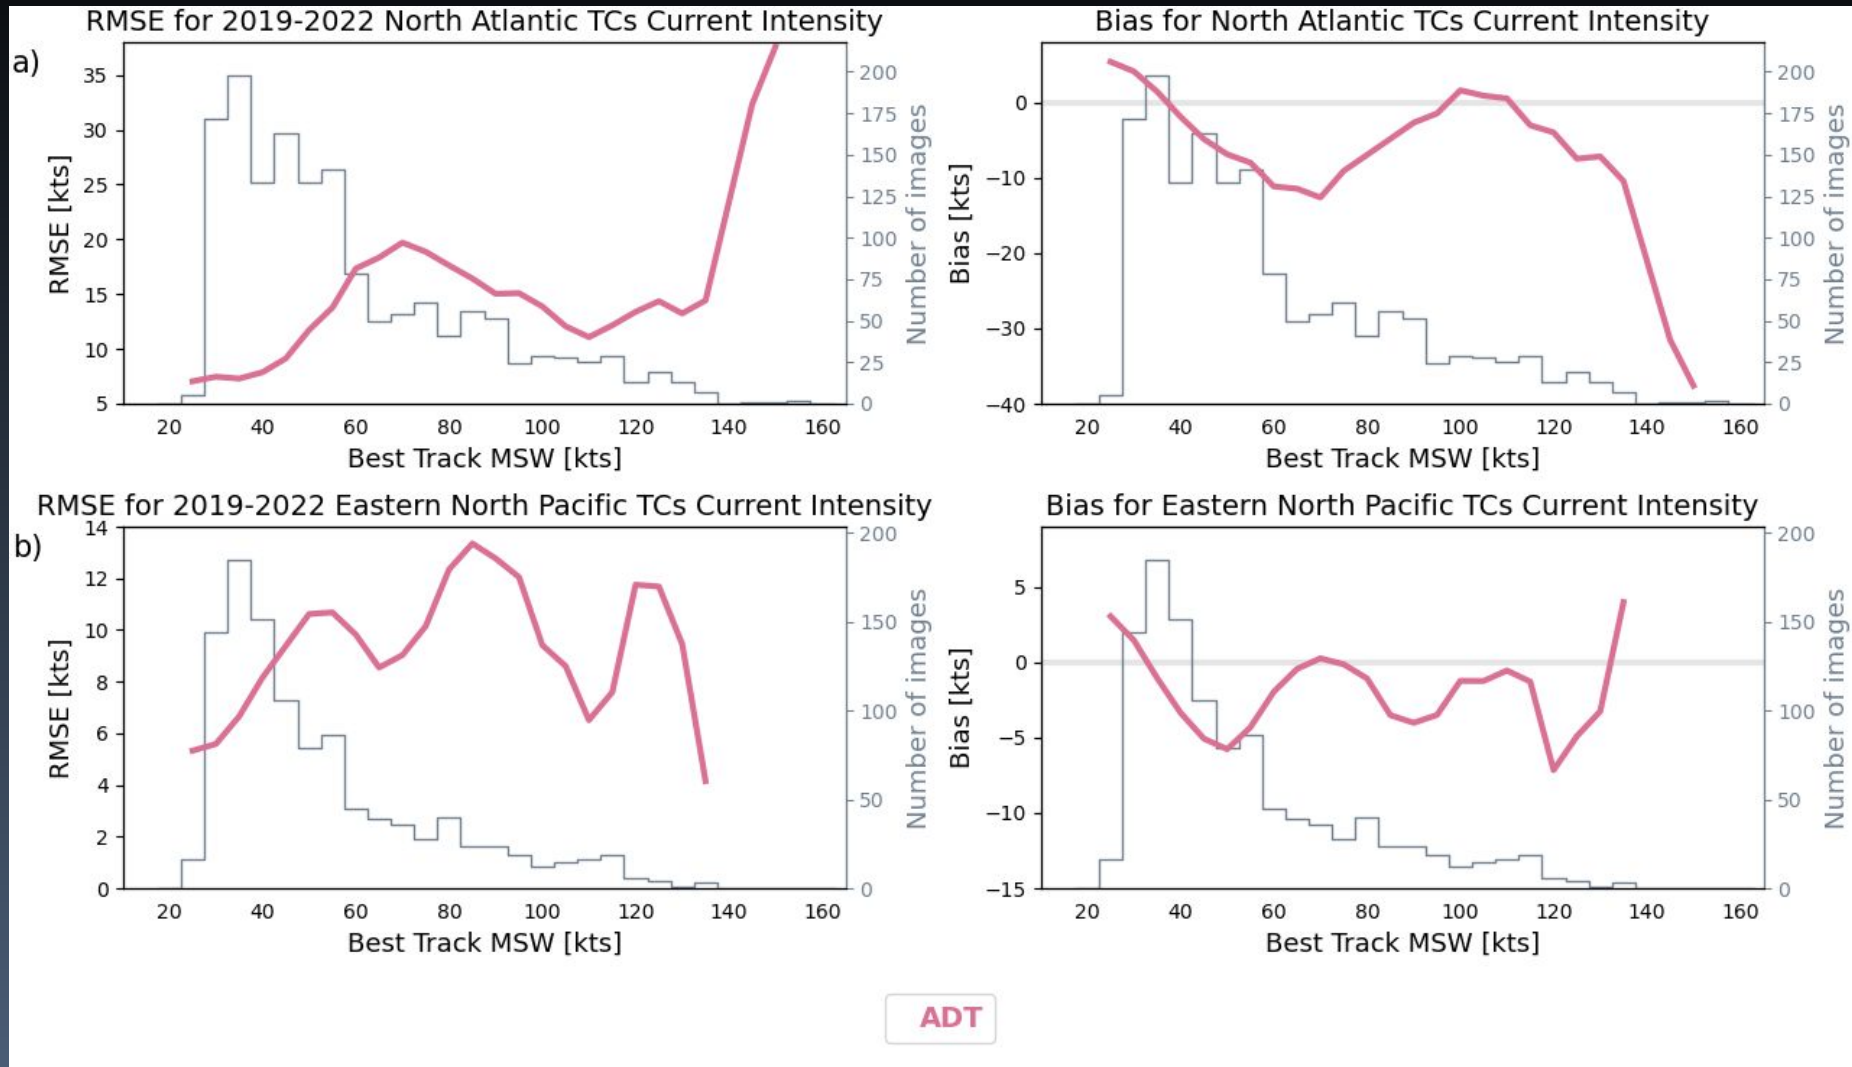 RMSE for 2019-2022 North Atlantic TCs Current Intensity
Bias for North Atlantic TCs Current Intensity
a)
RMSE [kts]
35
30
25
20
15
10
5
200
175
150
125
100
75
50
25
0
Number of images
20 40 60 80 100 120 140 160
Best Track MSW [kts]
Bias [kts]
0
−10
−20
−30
−40
200
175
150
125
100
75
50
25
0
Number of images
20 40 60 80 100 120 140 160
Best Track MSW [kts]
RMSE for 2019-2022 Eastern North Pacific TCs Current Intensity
Bias for Eastern North Pacific TCs Current Intensity
b)
RMSE [kts]
14
12
10
8
6
4
2
0
200
150
100
50
0
Number of images
20 40 60 80 100 120 140 160
Best Track MSW [kts]
Bias [kts]
5
0
−5
−10
−15
200
150
100
50
0
Number of images
20 40 60 80 100 120 140 160
Best Track MSW [kts]
ADT